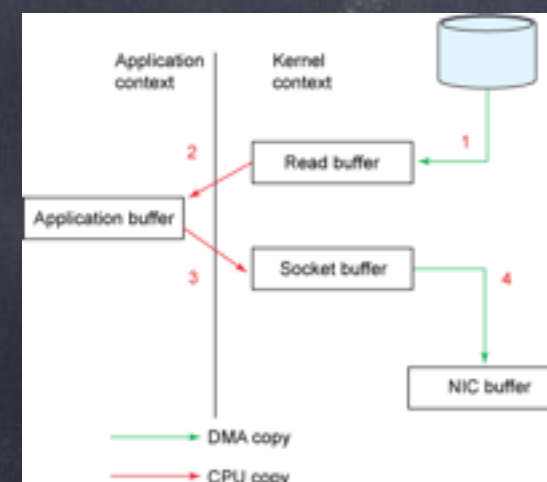 Application
context
Kernel
context
1
2
Read buffer
Application buffer
3
Socket buffer
4
NIC buffer
DMA copy
CPU copy